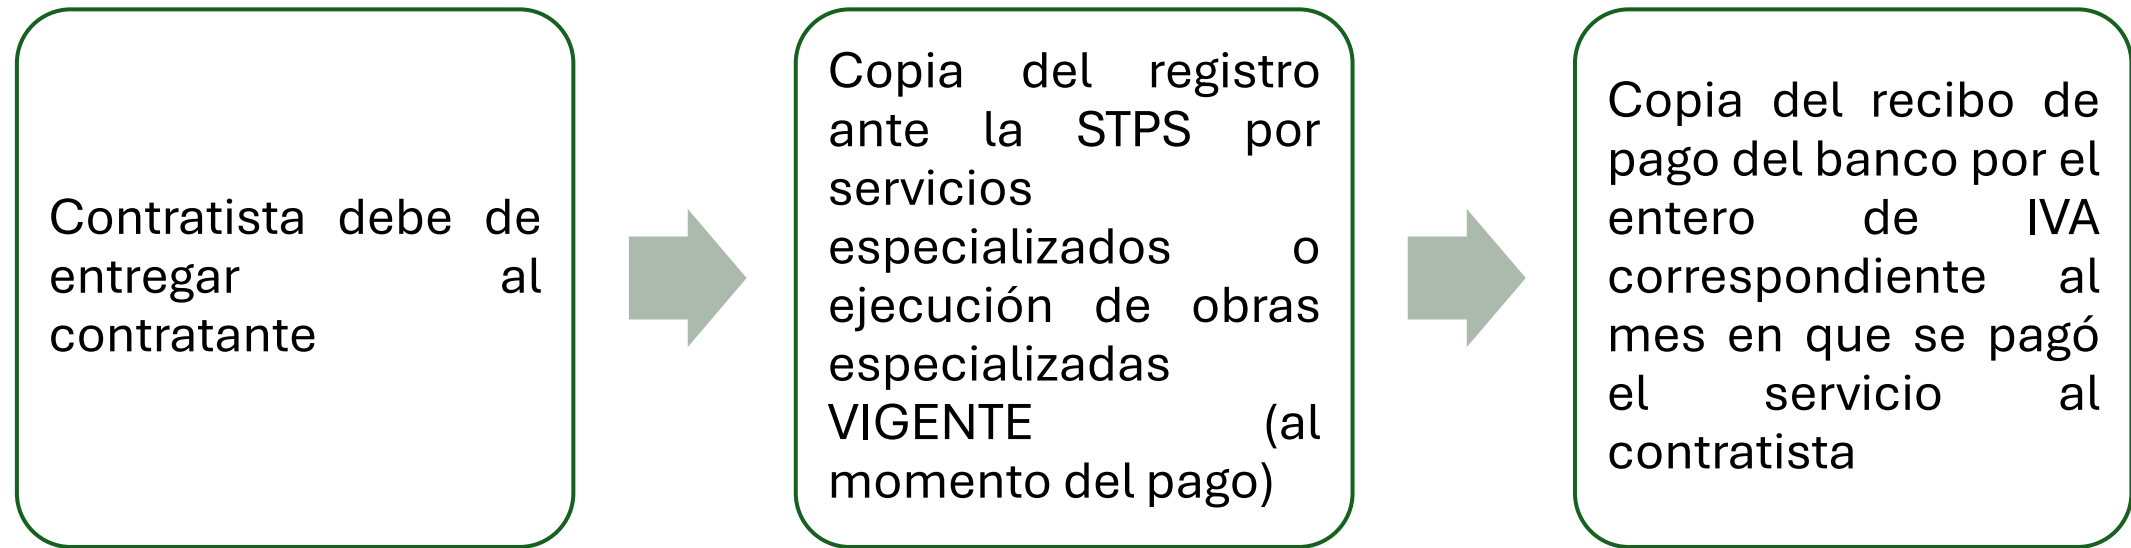 Contratista debe de
entregar al
contratante
Copia del registro
ante la STPS por
servicios
especializados o
ejecución de obras
especializadas
VIGENTE (al
momento del pago)
Copia del recibo de
pago del banco por el
entero de IVA
correspondiente al
mes en que se pagó
el servicio al
contratista